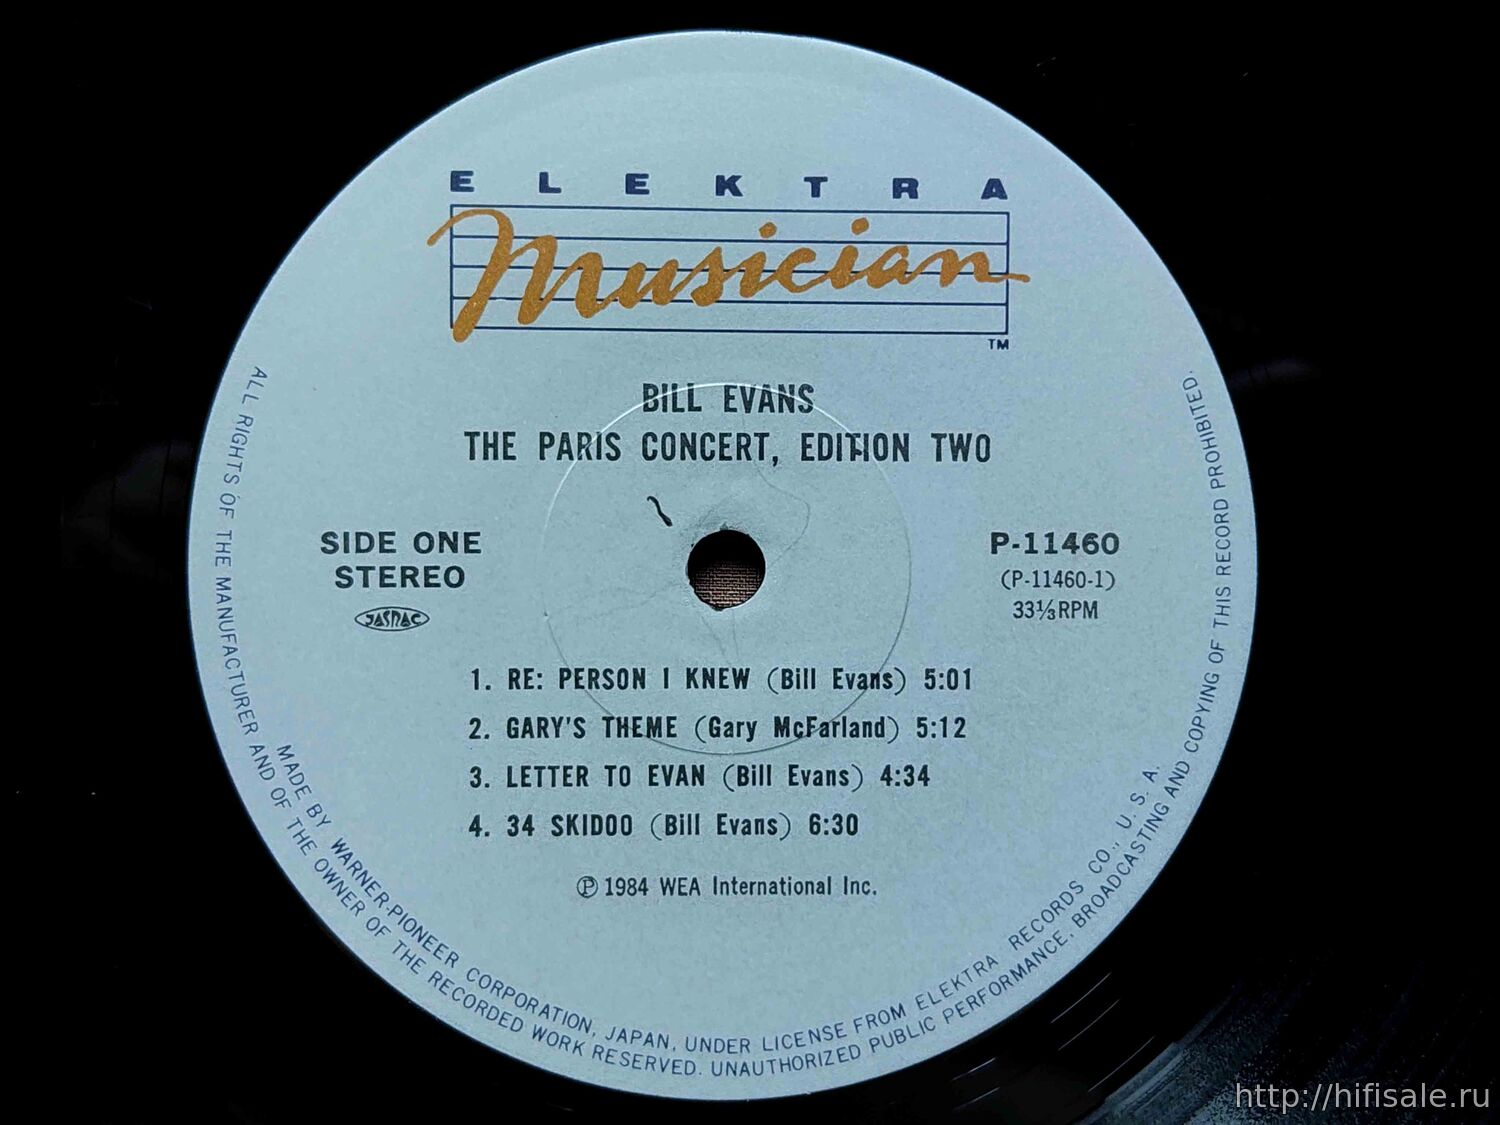 ELEKTRA
Musician
TM
BILL EVANS
THE PARIS CONCERT, EDITION TWO
SIDE ONE
STEREO
JASRAC
P-11460
(P-11460-1)
33⅓RPM
1. RE: PERSON I KNEW (Bill Evans) 5:01
2. GARY'S THEME (Gary McFarland) 5:12
3. LETTER TO EVAN (Bill Evans) 4:34
4. 34 SKIDOO (Bill Evans) 6:30
℗ 1984 WEA International Inc.
MADE BY WARNER-PIONEER CORPORATION, JAPAN, UNDER LICENSE FROM ELEKTRA RECORDS CO., U. S. A.
ALL RIGHTS OF THE MANUFACTURER AND OF THE OWNER OF THE RECORDED WORK RESERVED. UNAUTHORIZED PUBLIC PERFORMANCE, BROADCASTING AND COPYING OF THIS RECORD PROHIBITED.
http://hifisale.ru